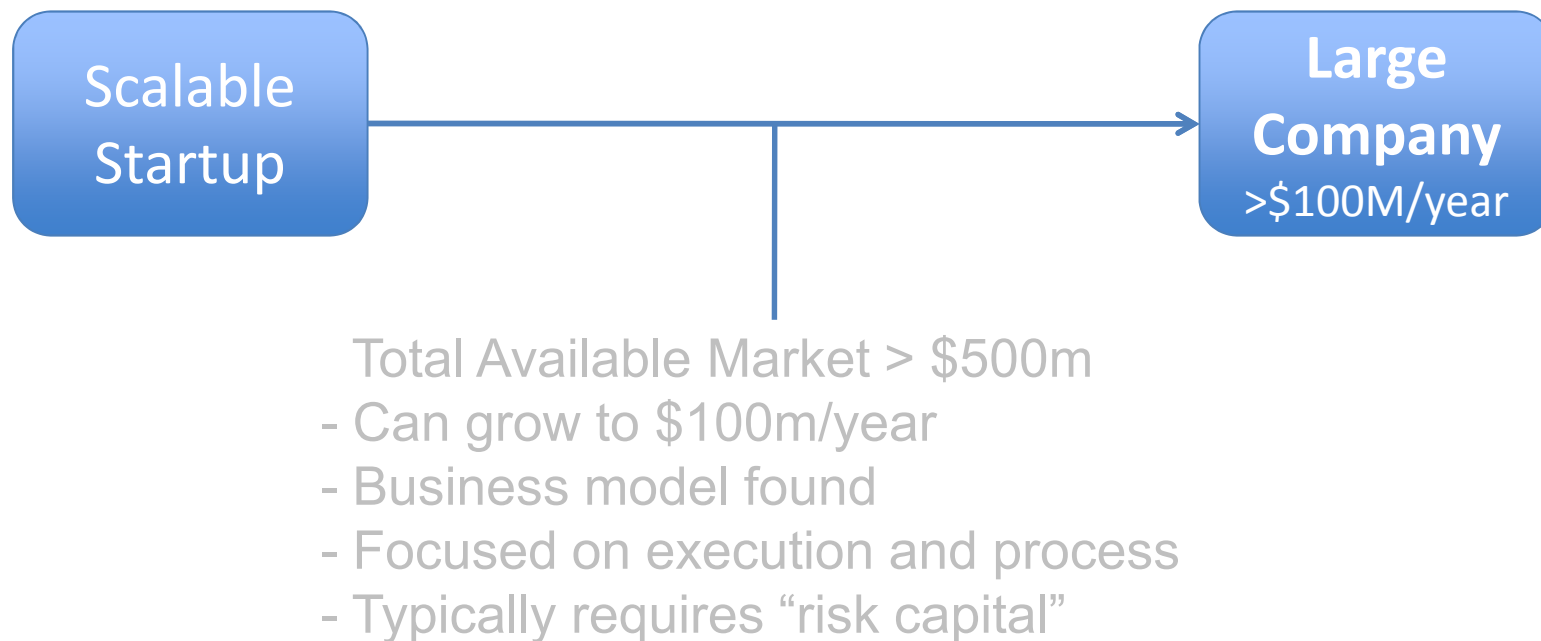 Scalable
Startup
Large
Company
>$100M/year
Total Available Market > $500m
- Can grow to $100m/year
- Business model found
- Focused on execution and process
- Typically requires “risk capital”